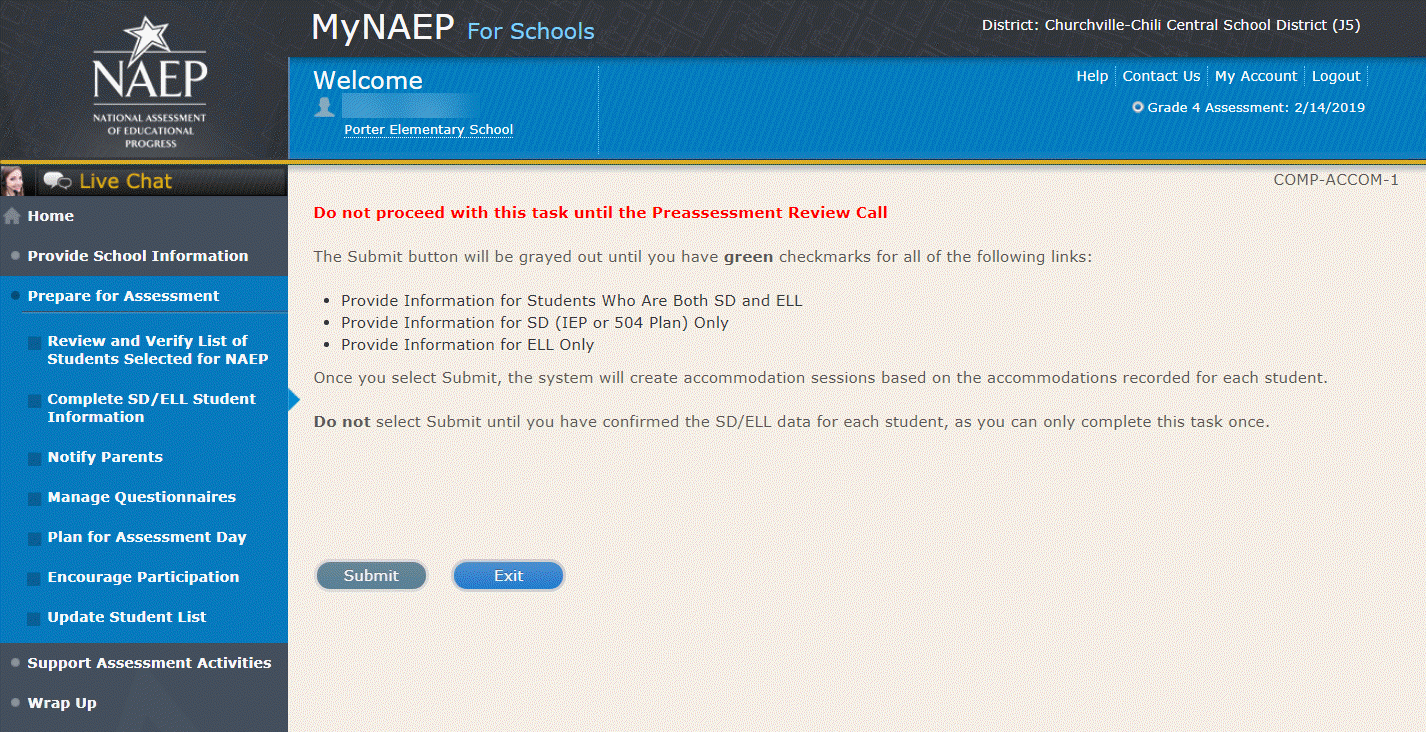 NAEP
NATIONAL ASSESSMENT
OF EDUCATIONAL
PROGRESS
MyNAEP For Schools
District: Churchville-Chili Central School District (J5)
Welcome
Porter Elementary School
Help Contact Us My Account Logout
Grade 4 Assessment: 2/14/2019
Live Chat
Home
Provide School Information
Prepare for Assessment
Review and Verify List of
Students Selected for NAEP
Complete SD/ELL Student
Information
Notify Parents
Manage Questionnaires
Plan for Assessment Day
Encourage Participation
Update Student List
Support Assessment Activities
Wrap Up
COMP-ACCOM-1
Do not proceed with this task until the Preassessment Review Call
The Submit button will be grayed out until you have green checkmarks for all of the following links:
• Provide Information for Students Who Are Both SD and ELL
• Provide Information for SD (IEP or 504 Plan) Only
• Provide Information for ELL Only
Once you select Submit, the system will create accommodation sessions based on the accommodations recorded for each student.
Do not select Submit until you have confirmed the SD/ELL data for each student, as you can only complete this task once.
Submit Exit